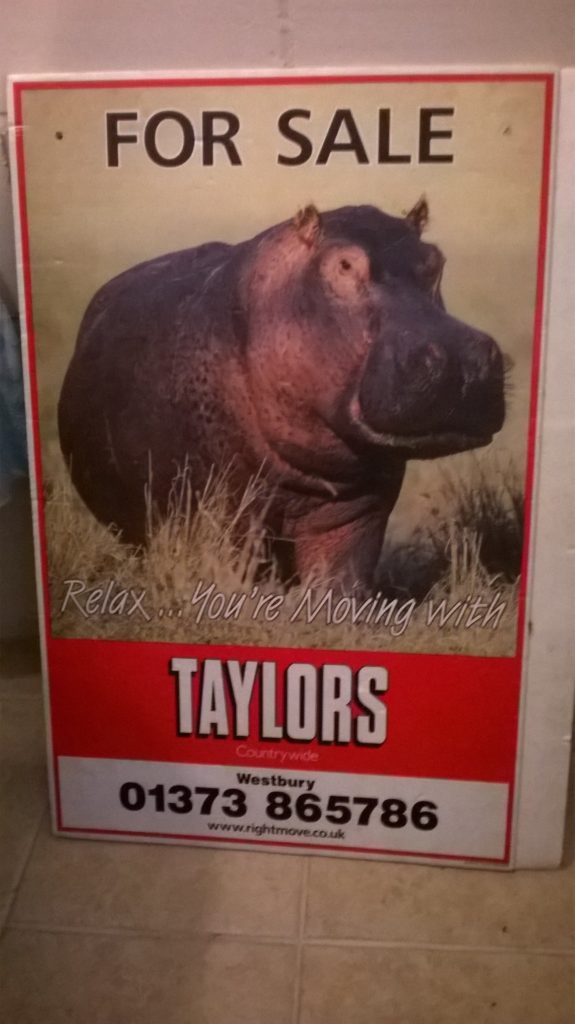 FOR SALE
Relax... You're Moving with
TAYLORS
Countrywide
Westbury
01373 865786
www.rightmove.co.uk